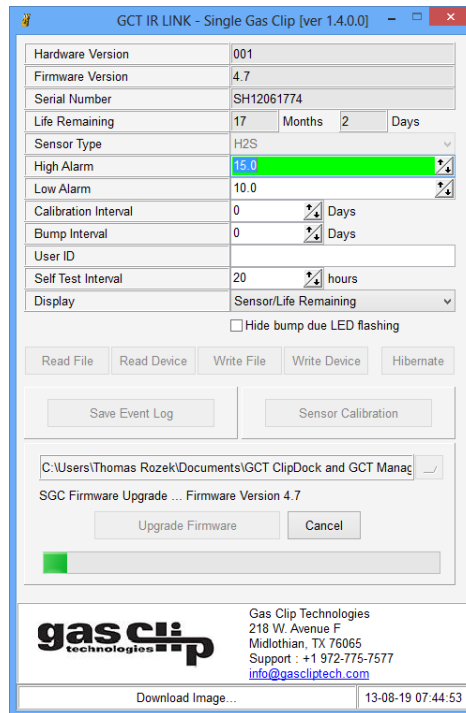 GCT IR LINK - Single Gas Clip [ver 1.4.0.0]
Hardware Version 001
Firmware Version 4.7
Serial Number SH12061774
Life Remaining 17 Months 2 Days
Sensor Type H2S
High Alarm 15.0
Low Alarm 10.0
Calibration Interval 0 Days
Bump Interval 0 Days
User ID
Self Test Interval 20 hours
Display Sensor/Life Remaining
Hide bump due LED flashing
Read File Read Device Write File Write Device Hibernate
Save Event Log Sensor Calibration
C:\Users\Thomas Rozek\Documents\GCT ClipDock and GCT Manag ...
SGC Firmware Upgrade ... Firmware Version 4.7
Upgrade Firmware Cancel
gas clip
technologies
Gas Clip Technologies
218 W. Avenue F
Midlothian, TX 76065
Support : +1 972-775-7577
info@gascliptech.com
Download Image... 13-08-19 07:44:53